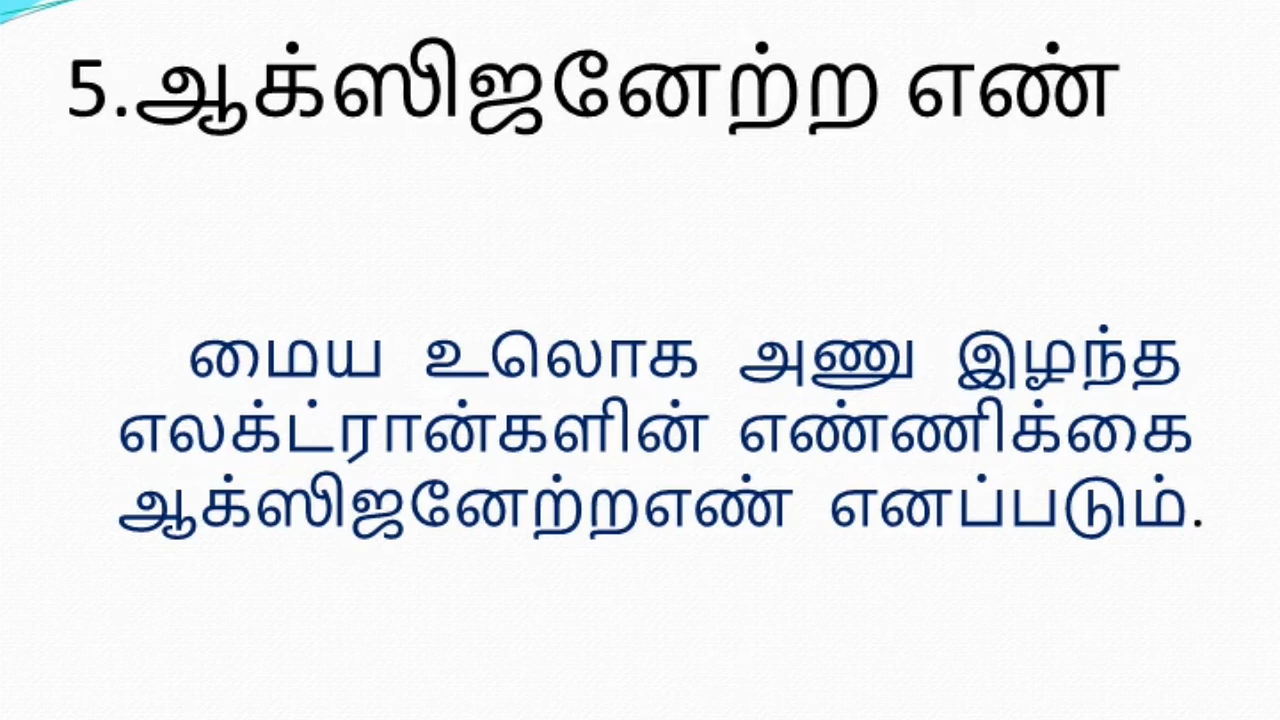 5.ஆக்ஸிஜனேற்ற எண்
மைய உலொக அணு இழந்த
எலக்ட்ரான்களின் எண்ணிக்கை
ஆக்ஸிஜனேற்றஎண் எனப்படும்.